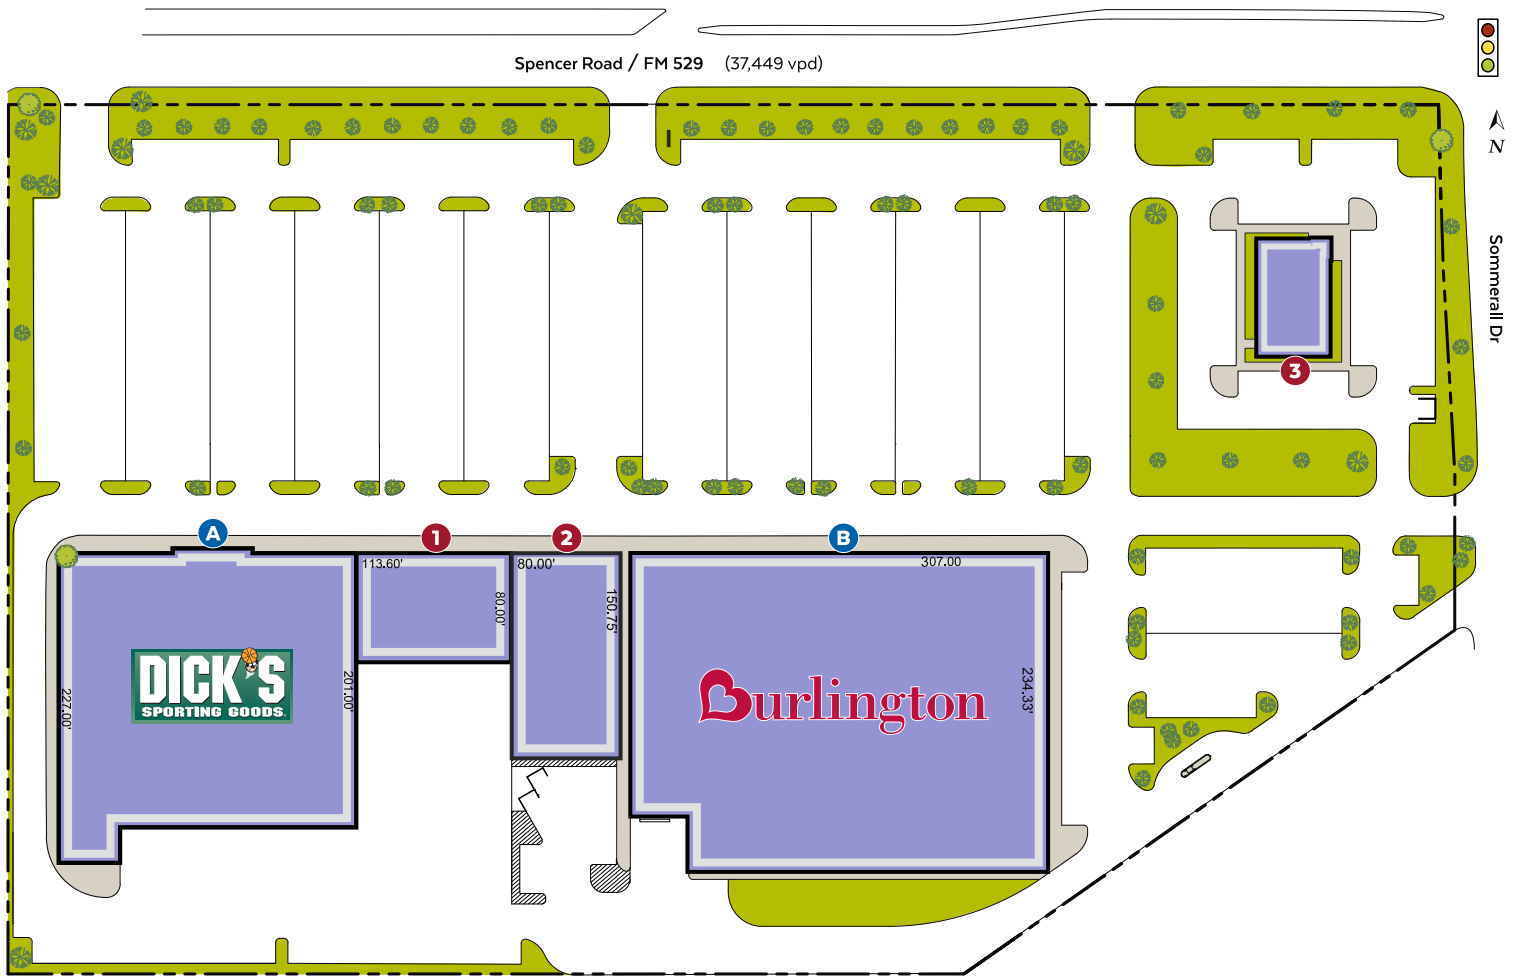 Spencer Road / FM 529 (37,449 vpd)
N
Sommerall Dr
3
A
1
2
B
113.60'
80.00'
307.00
80.00'
150.75'
DICK'S
SPORTING GOODS
227.00'
201.00'
Burlington
234.33'